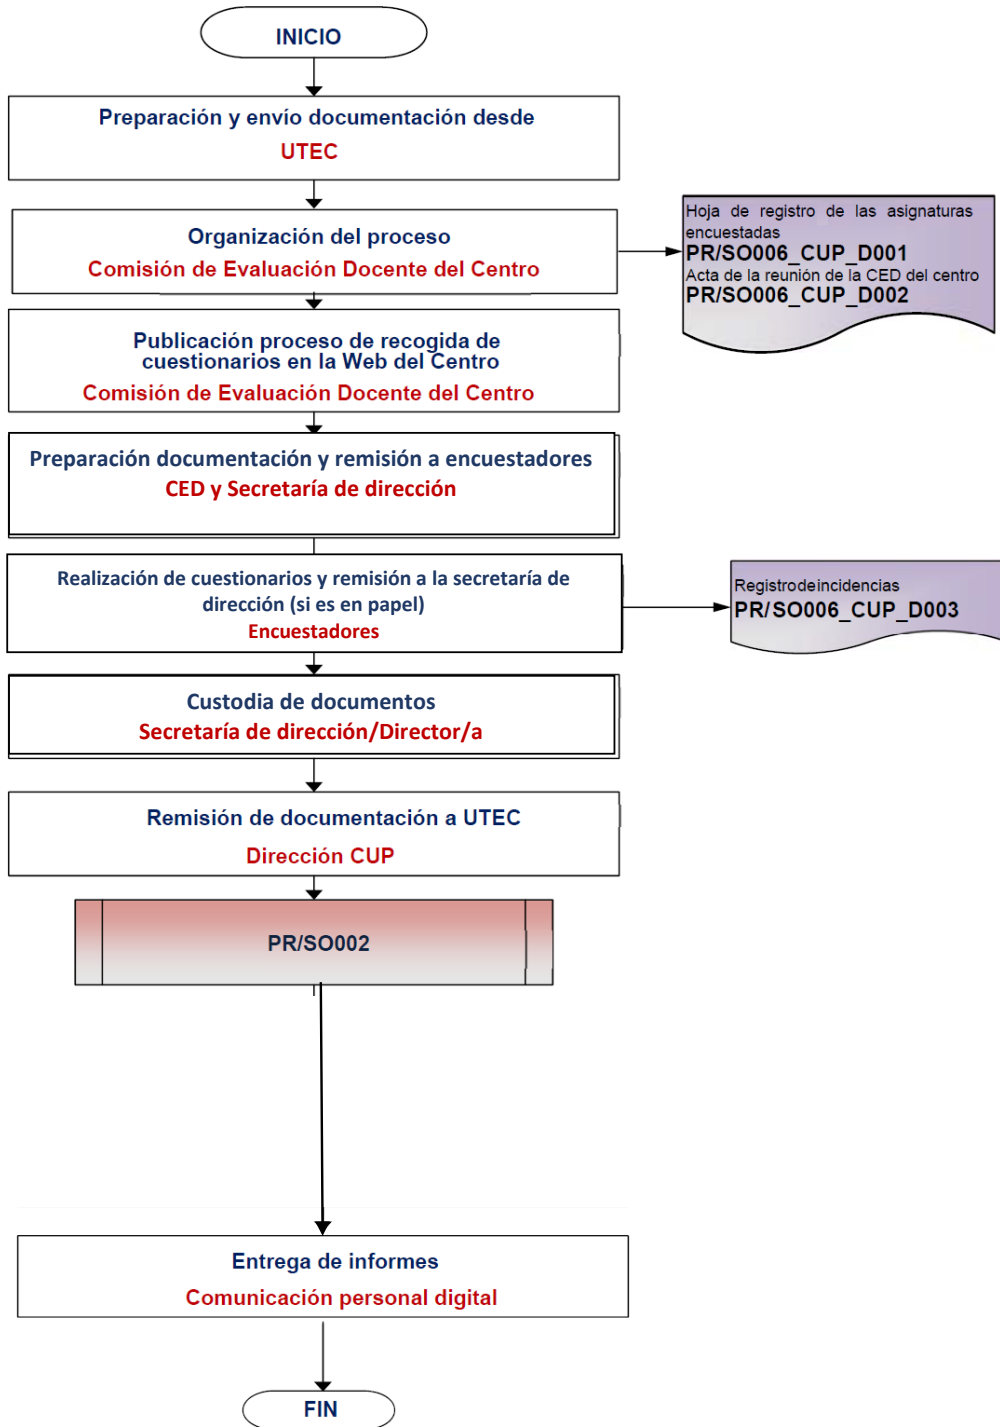 INICIO
Preparación y envío documentación desde
UTEC
Organización del proceso
Comisión de Evaluación Docente del Centro
Hoja de registro de las asignaturas
encuestadas
PR/SO006_CUP_D001
Acta de la reunión de la CED del centro
PR/SO006_CUP_D002
Publicación proceso de recogida de
cuestionarios en la Web del Centro
Comisión de Evaluación Docente del Centro
Preparación documentación y remisión a encuestadores
CED y Secretaría de dirección
Realización de cuestionarios y remisión a la secretaría de
dirección (si es en papel)
Encuestadores
Registrodeincidencias
PR/SO006_CUP_D003
Custodia de documentos
Secretaría de dirección/Director/a
Remisión de documentación a UTEC
Dirección CUP
PR/SO002
Entrega de informes
Comunicación personal digital
FIN